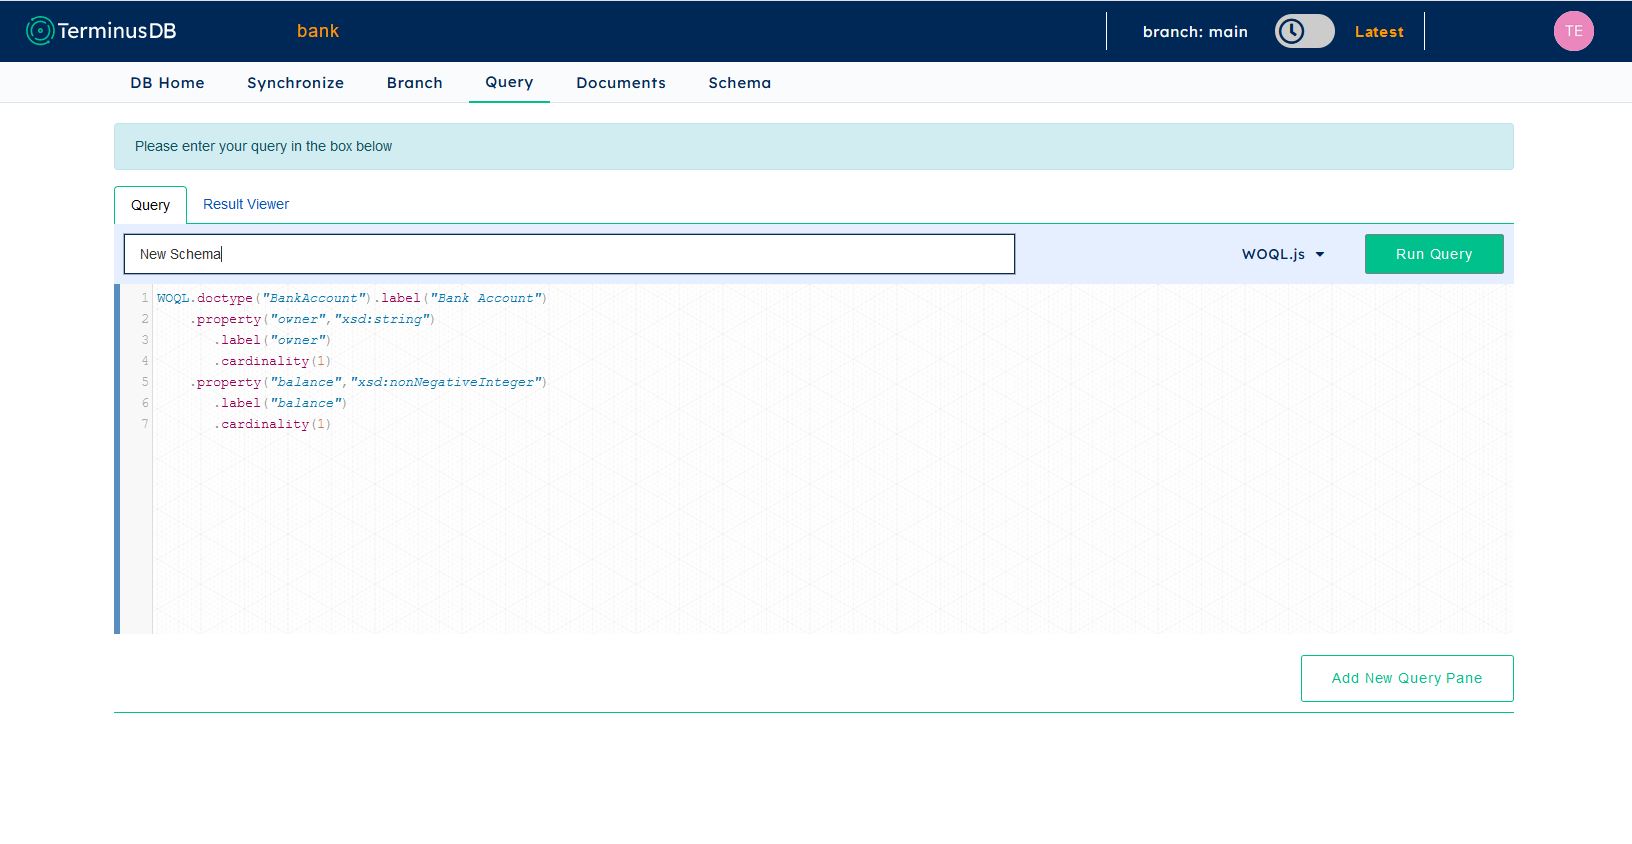 TerminusDB
bank
branch: main
Latest
TE
DB Home Synchronize Branch Query Documents Schema
Please enter your query in the box below
Query Result Viewer
New Schema
WOQL.js
Run Query
1 WOQL.doctype("BankAccount").label("Bank Account")
2 .property("owner","xsd:string")
3 .label("owner")
4 .cardinality(1)
5 .property("balance","xsd:nonNegativeInteger")
6 .label("balance")
7 .cardinality(1)
Add New Query Pane